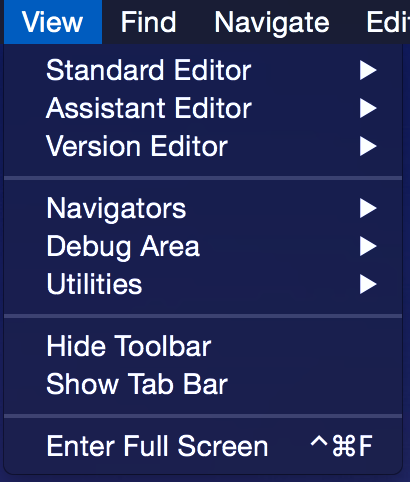 View Find Navigate Edit
Standard Editor ▶
Assistant Editor ▶
Version Editor ▶
Navigators ▶
Debug Area ▶
Utilities ▶
Hide Toolbar
Show Tab Bar
Enter Full Screen ^⌘F